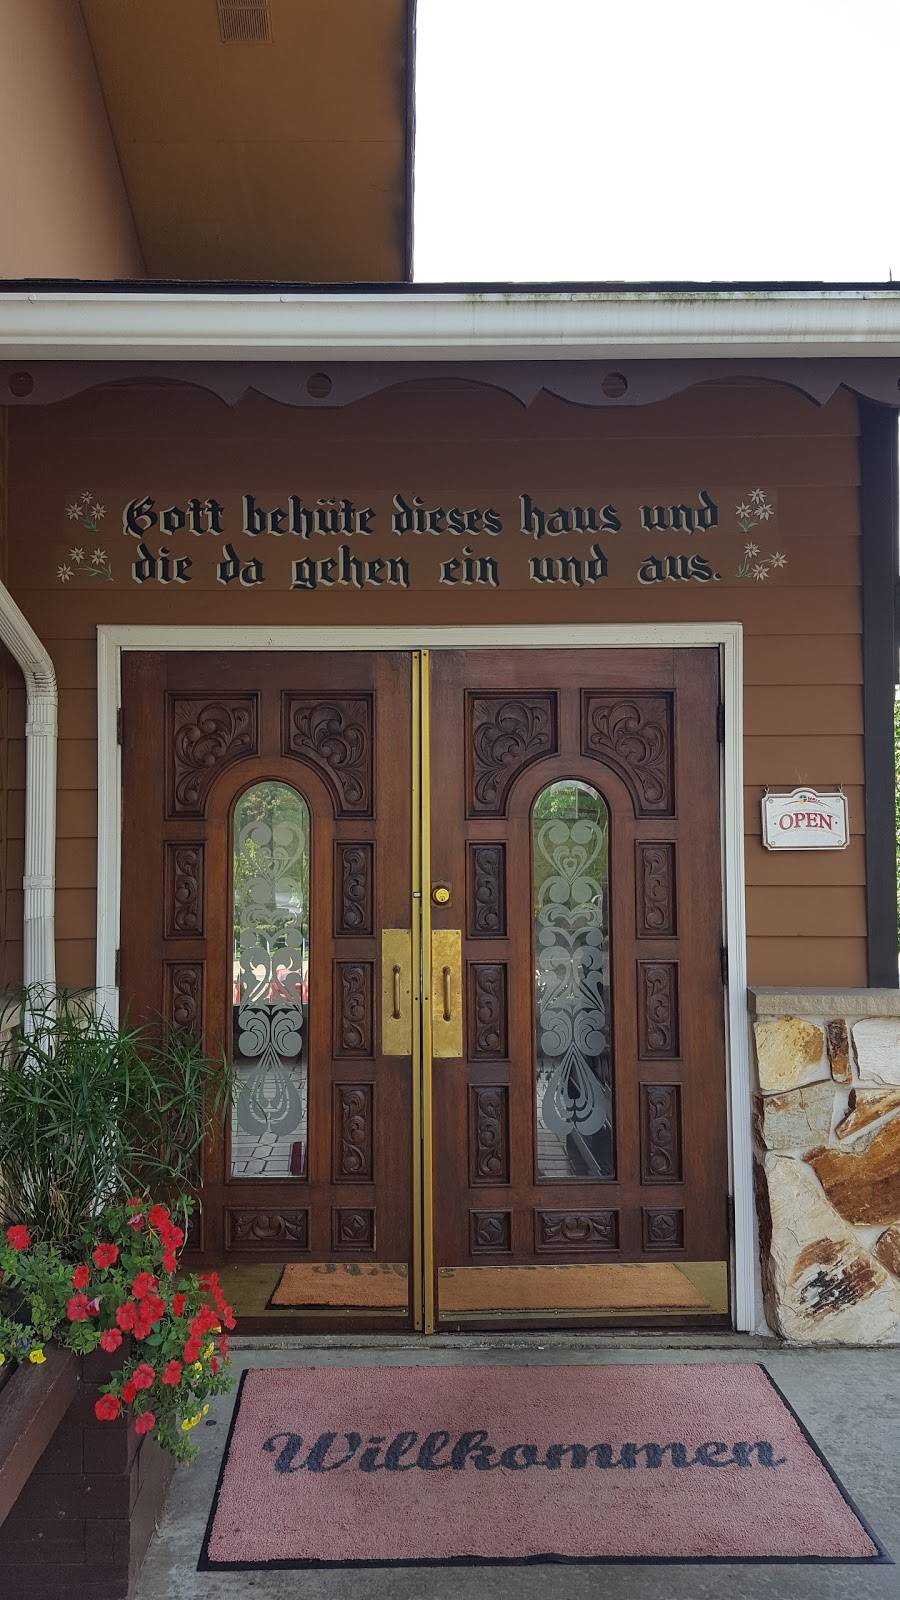 Gott behüte dieses haus und
die da gehen ein und aus.
OPEN
Willkommen